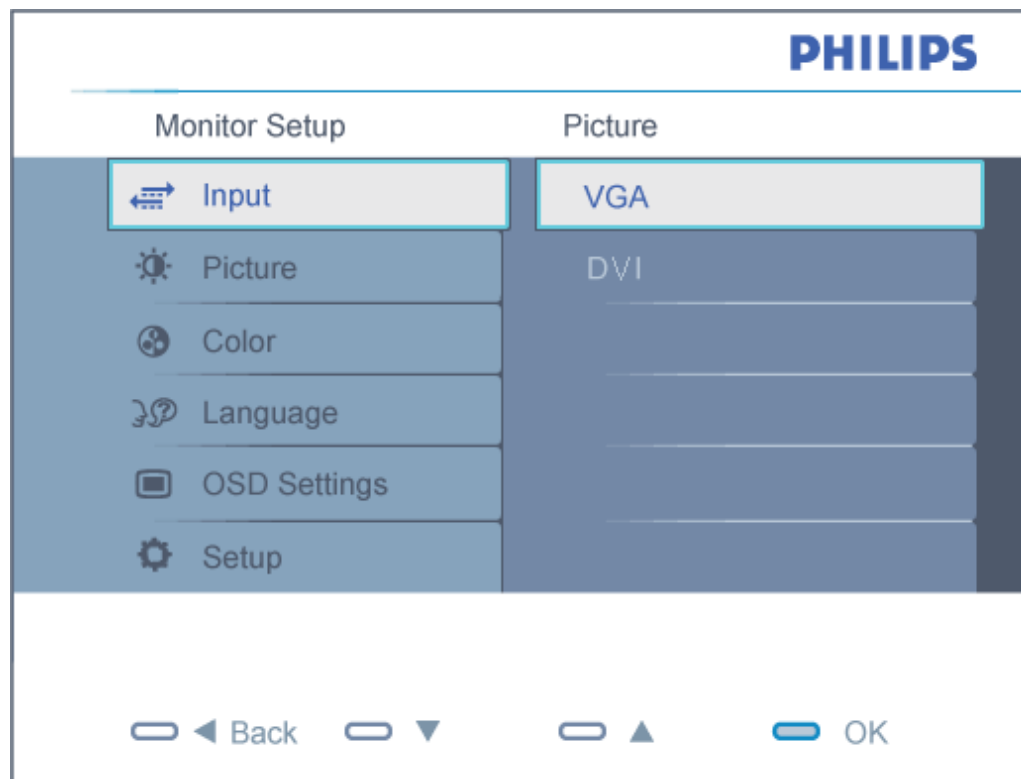 PHILIPS
Monitor Setup
Picture
Input
VGA
Picture
DVI
Color
Language
OSD Settings
Setup
Back
OK